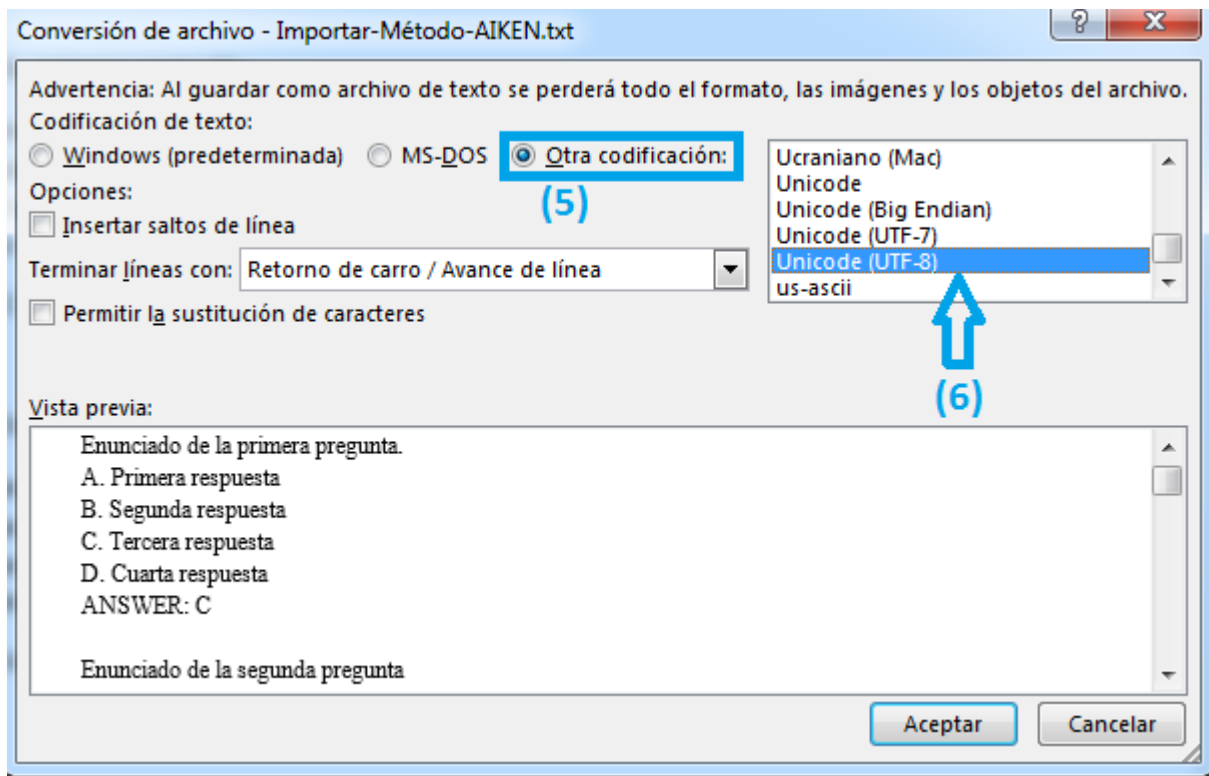 Conversión de archivo - Importar-Método-AIKEN.txt
Advertencia: Al guardar como archivo de texto se perderá todo el formato, las imágenes y los objetos del archivo.
Codificación de texto:
Windows (predeterminada) MS-DOS Otra codificación:
(5)
Opciones:
Insertar saltos de línea
Terminar líneas con: Retorno de carro / Avance de línea
Permitir la sustitución de caracteres
Ucraniano (Mac)
Unicode
Unicode (Big Endian)
Unicode (UTF-7)
Unicode (UTF-8)
us-ascii
(6)
Vista previa:
Enunciado de la primera pregunta.
A. Primera respuesta
B. Segunda respuesta
C. Tercera respuesta
D. Cuarta respuesta
ANSWER: C
Enunciado de la segunda pregunta
Aceptar Cancelar